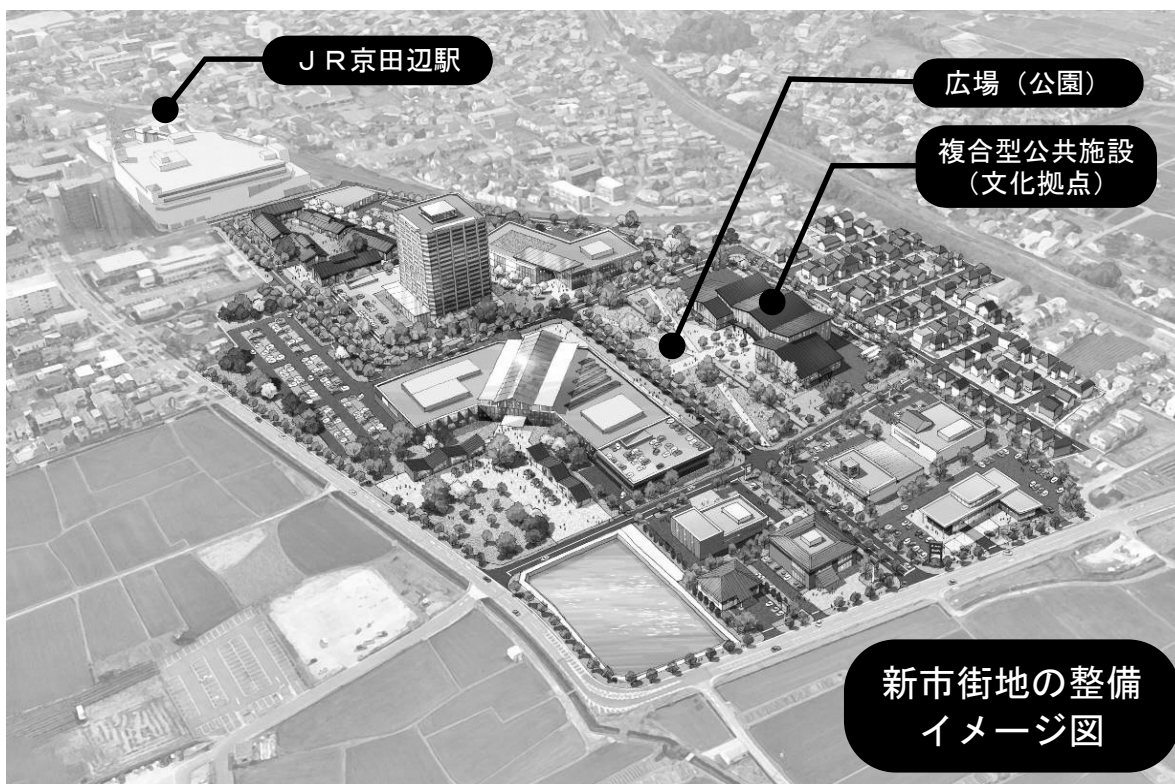 ＪＲ京田辺駅
広場（公園）
複合型公共施設
（文化拠点）
新市街地の整備
イメージ図